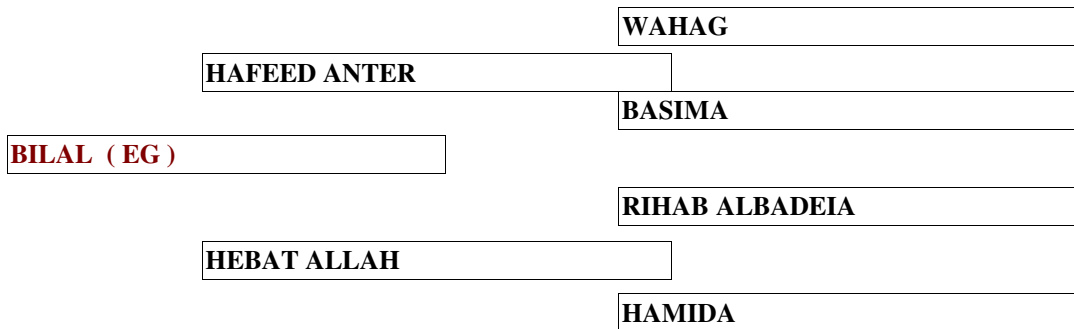 WAHAG
HAFEED ANTER
BASIMA
BILAL ( EG )
RIHAB ALBADEIA
HEBAT ALLAH
HAMIDA